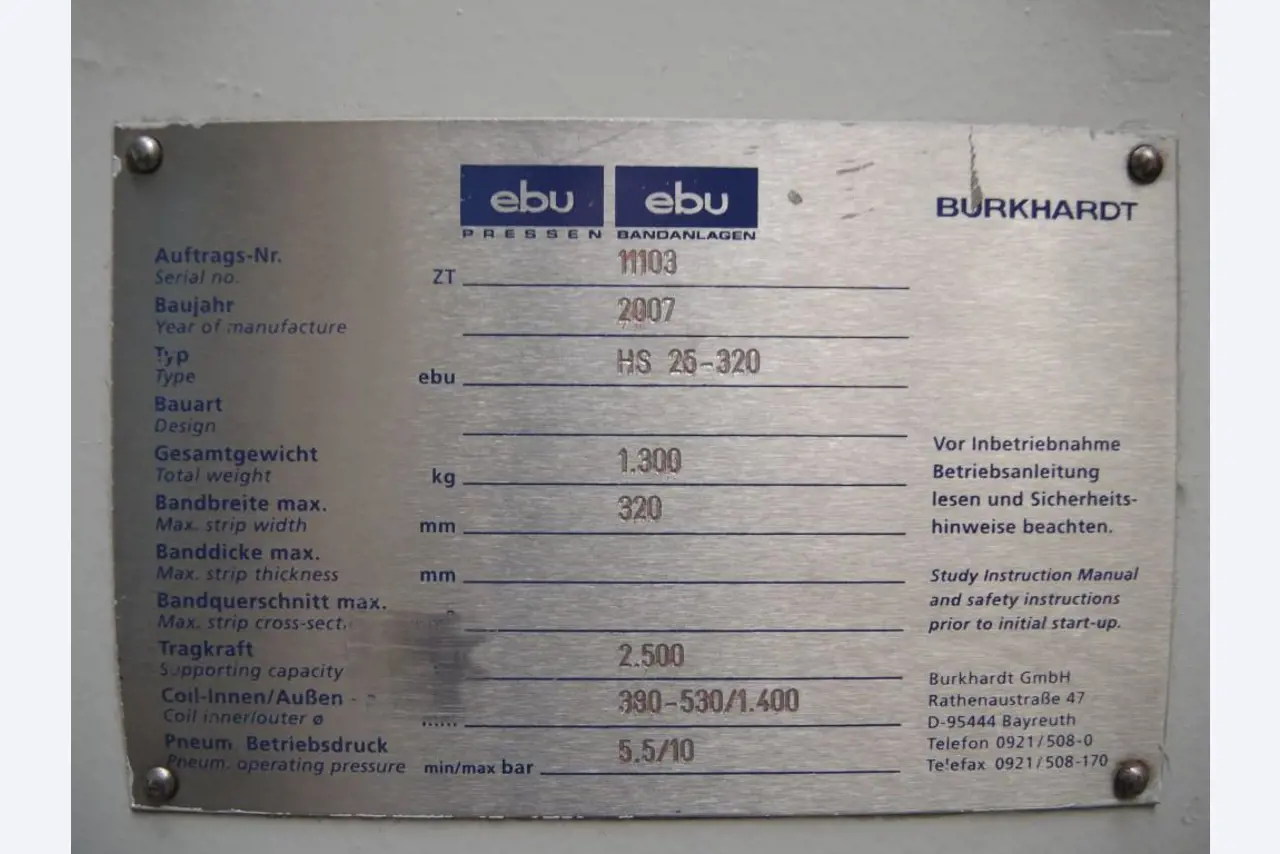 ebu ebu
PRESSEN BANDANLAGEN
BURKHARDT
Auftrags-Nr.
Serial no. ZT 11103
Baujahr
Year of manufacture 2007
Typ
Type ebu HS 25-320
Bauart
Design
Gesamtgewicht
Total weight kg 1.300
Bandbreite max.
Max. strip width mm 320
Banddicke max.
Max. strip thickness mm
Bandquerschnitt max.
Max. strip cross-sect.
Tragkraft
Supporting capacity 2.500
Coil-Innen/Außen -
Coil inner/outer ø ...... 380-530/1.400
Pneum. Betriebsdruck
Pneum. operating pressure min/max bar 5.5/10
Vor Inbetriebnahme
Betriebsanleitung
lesen und Sicherheits-
hinweise beachten.
Study Instruction Manual
and safety instructions
prior to initial start-up.
Burkhardt GmbH
Rathenaustraße 47
D-95444 Bayreuth
Telefon 0921/508-0
Telefax 0921/508-170